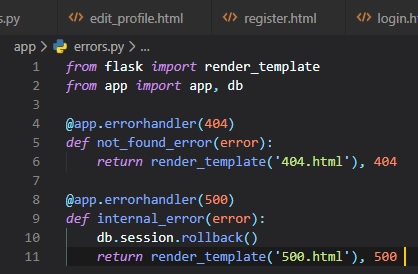 s.py <> edit_profile.html <> register.html <> login.h
app > errors.py > ...
1 from flask import render_template
2 from app import app, db
3
4 @app.errorhandler(404)
5 def not_found_error(error):
6     return render_template('404.html'), 404
7
8 @app.errorhandler(500)
9 def internal_error(error):
10     db.session.rollback()
11     return render_template('500.html'), 500